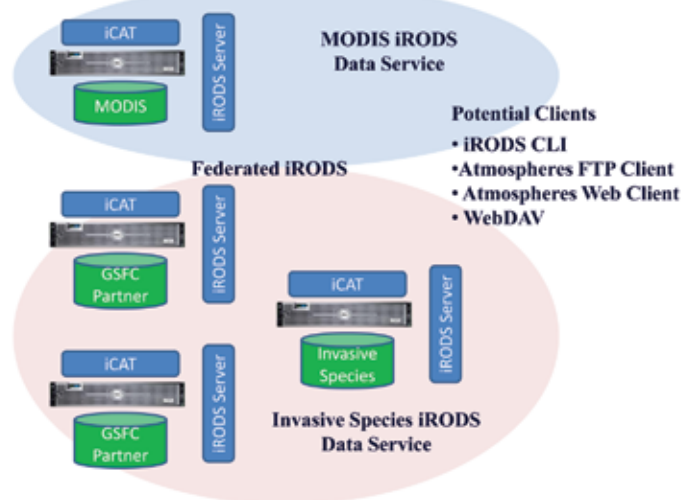 iCAT
iRODS Server
MODIS
MODIS iRODS
Data Service
Potential Clients
• iRODS CLI
•Atmospheres FTP Client
• Atmospheres Web Client
• WebDAV
Federated iRODS
iCAT
iRODS Server
GSFC
Partner
iCAT
iRODS Server
Invasive
Species
iCAT
iRODS Server
GSFC
Partner
Invasive Species iRODS
Data Service